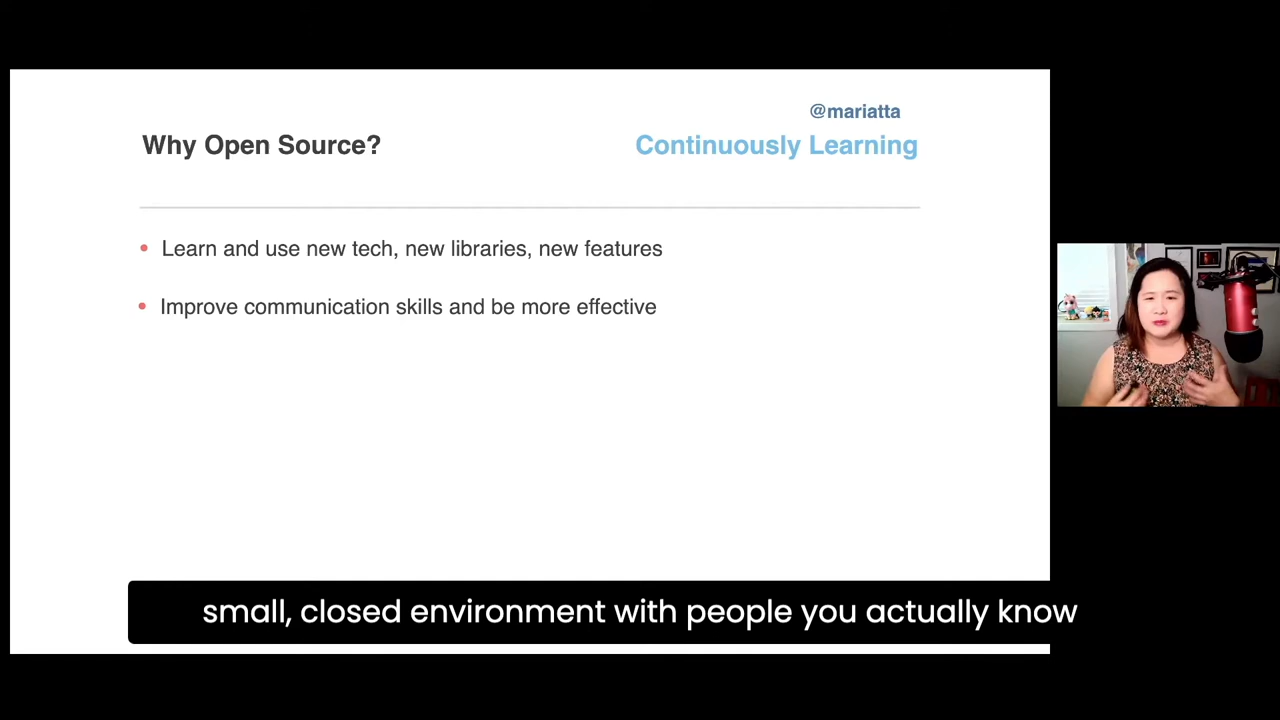 @mariatta
Why Open Source?
Continuously Learning
• Learn and use new tech, new libraries, new features
• Improve communication skills and be more effective
small, closed environment with people you actually know